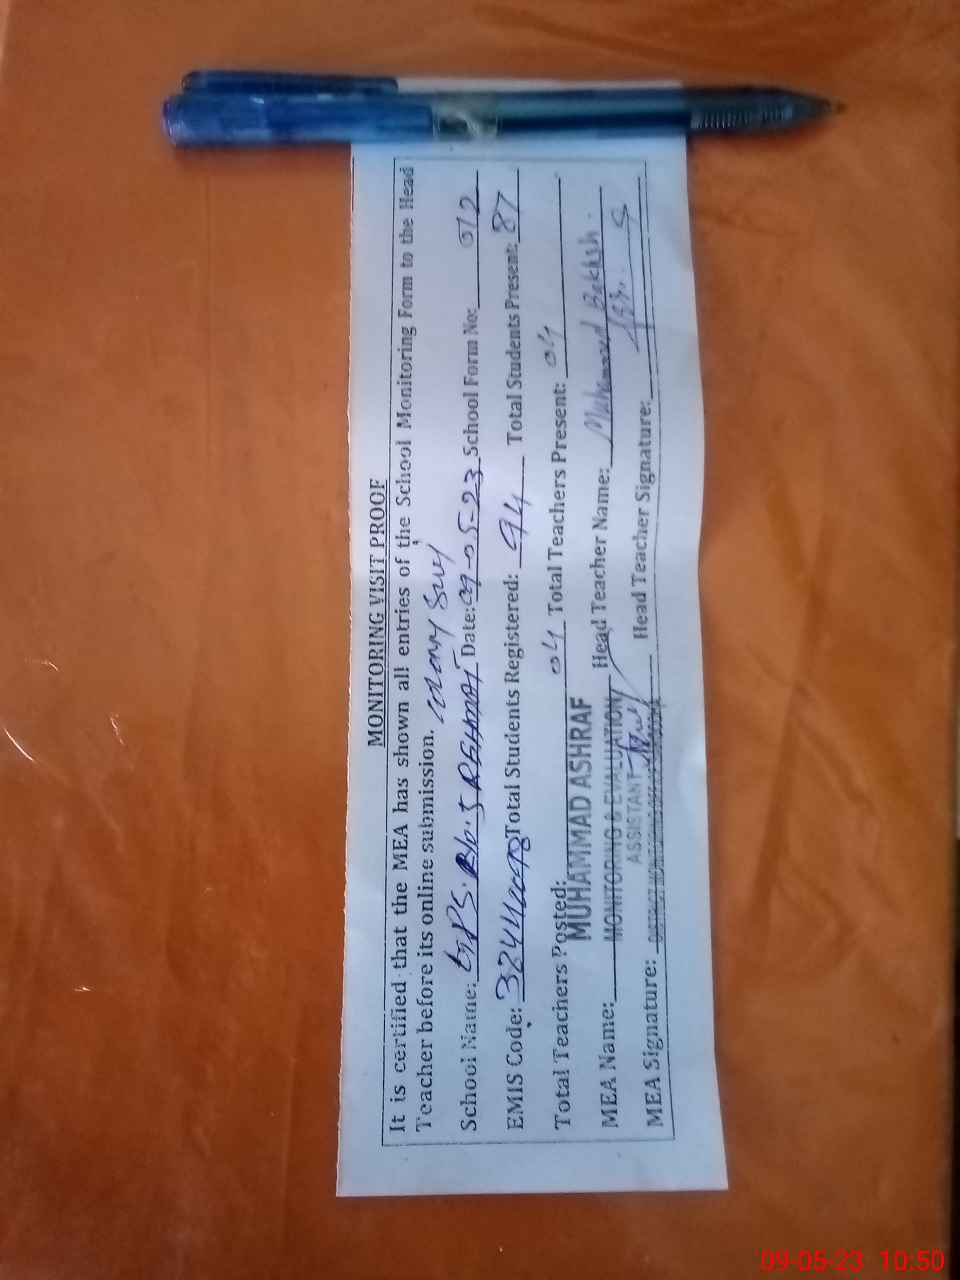 MONITORING VISIT PROOF
It is certified that the MEA has shown all entries of the School Monitoring Form to the Head
Teacher before its online submission.
School Name: GPS. REHMAT Date: 09-05-23 School Form No: 012
EMIS Code: Total Students Registered: 94 Total Students Present: 87
Total Teachers Posted: 04 Total Teachers Present: 04
MUHAMMAD ASHRAF
MEA Name: MONITORING & EVALUATION Head Teacher Name: Muhammad Bakhsh.
ASSISTANT
MEA Signature: DISTRICT MONITORING OFFICE Head Teacher Signature:
09-05-23 10:50